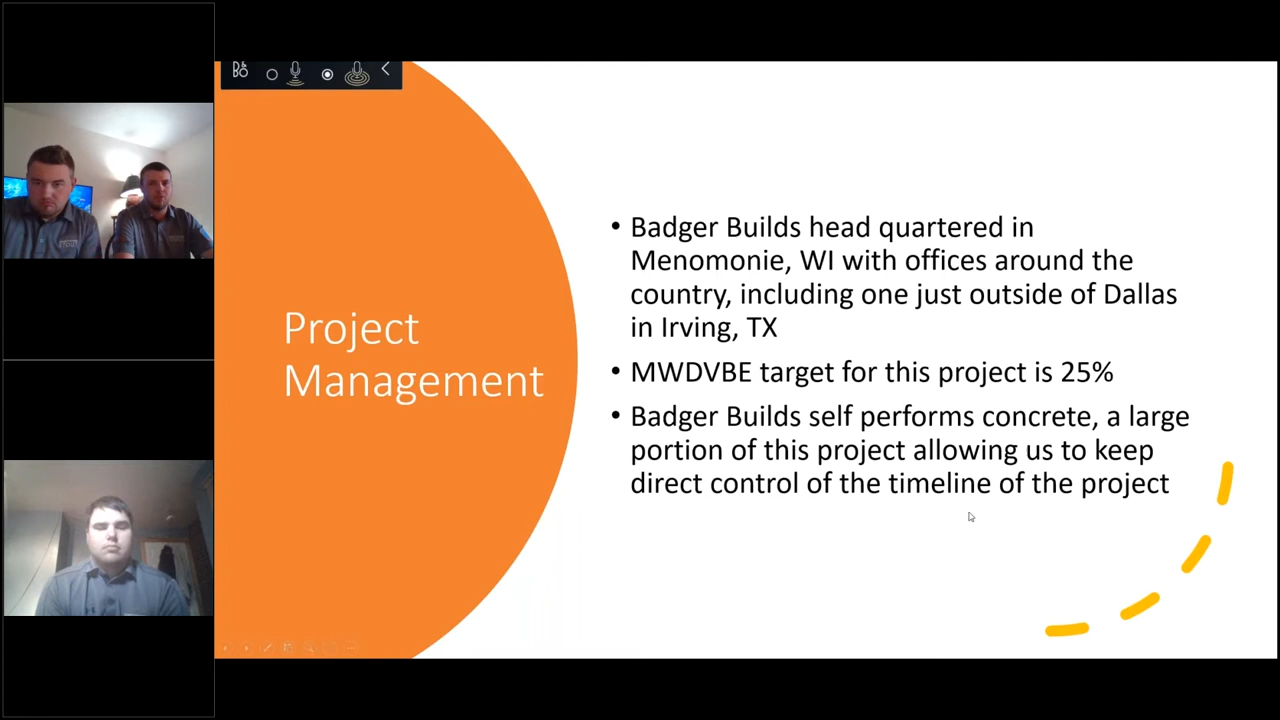 Project
Management
• Badger Builds head quartered in
Menomonie, WI with offices around the
country, including one just outside of Dallas
in Irving, TX
• MWDVBE target for this project is 25%
• Badger Builds self performs concrete, a large
portion of this project allowing us to keep
direct control of the timeline of the project